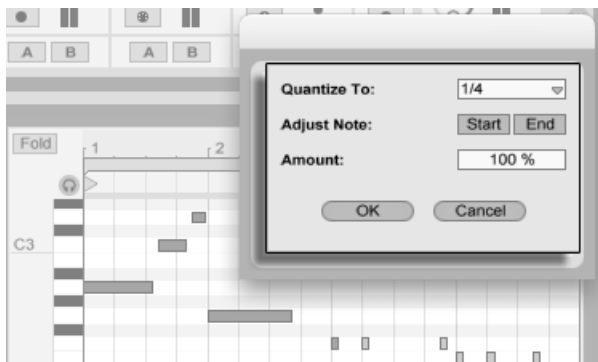 A B A B
Quantize To: 1/4
Adjust Note: Start End
Amount: 100 %
OK Cancel
Fold 1 2
C3